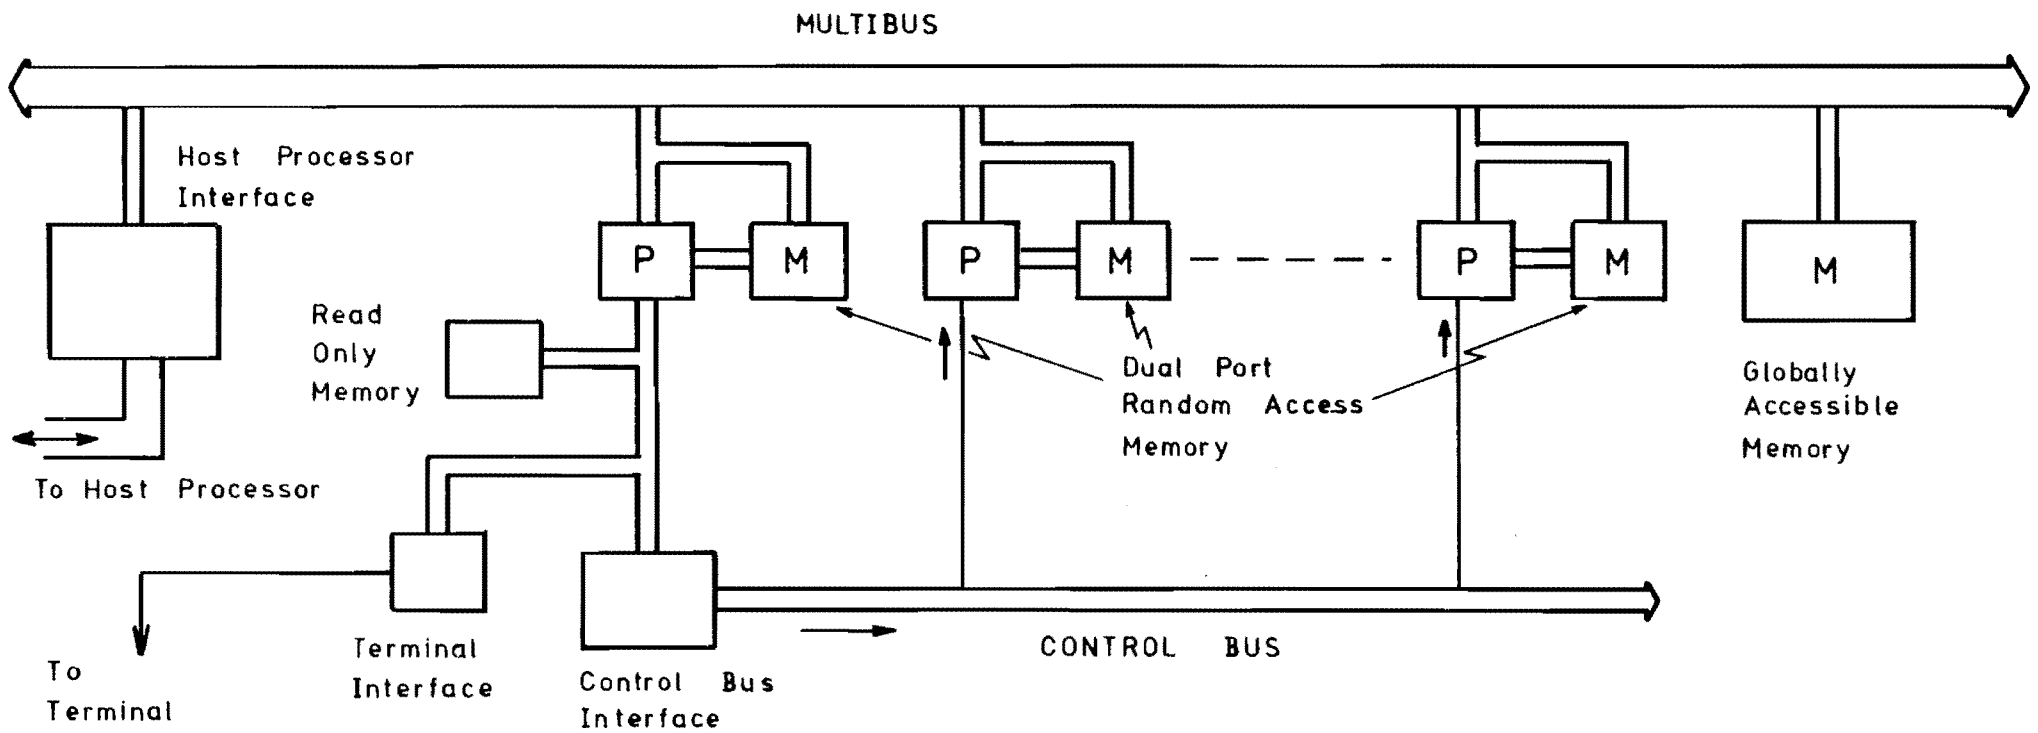 MULTIBUS
Host Processor
Interface
P
M
P
M
P
M
M
Read
Only
Memory
Dual Port
Random Access
Memory
Globally
Accessible
Memory
To Host Processor
Terminal
Interface
To
Terminal
Control Bus
Interface
CONTROL BUS